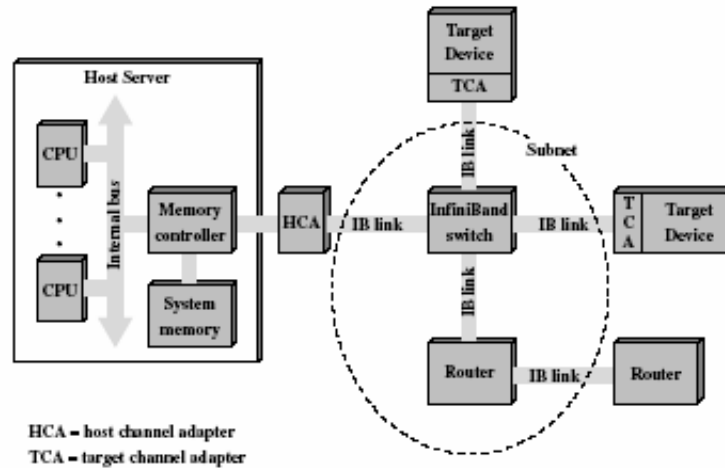 Target
Device
TCA
Host Server
CPU
Internal bus
Memory
controller
CPU
System
memory
HCA
IB link
IB link
Subnet
InfiniBand
switch
IB link
T
C
A
Target
Device
IB link
Router
IB link
Router
HCA = host channel adapter
TCA = target channel adapter